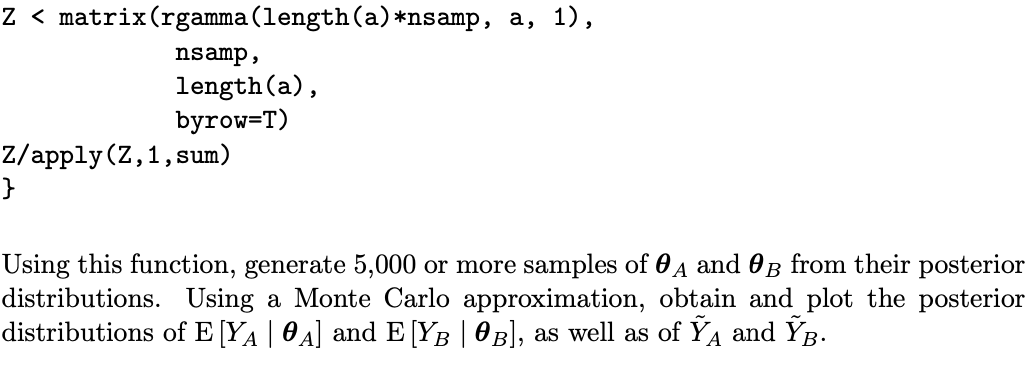 Z < matrix(rgamma(length(a)*nsamp, a, 1),
nsamp,
length(a),
byrow=T)
Z/apply(Z,1,sum)
}
Using this function, generate 5,000 or more samples of θ_A and θ_B from their posterior
distributions. Using a Monte Carlo approximation, obtain and plot the posterior
distributions of E [Y_A | θ_A] and E [Y_B | θ_B], as well as of Ỹ_A and Ỹ_B.